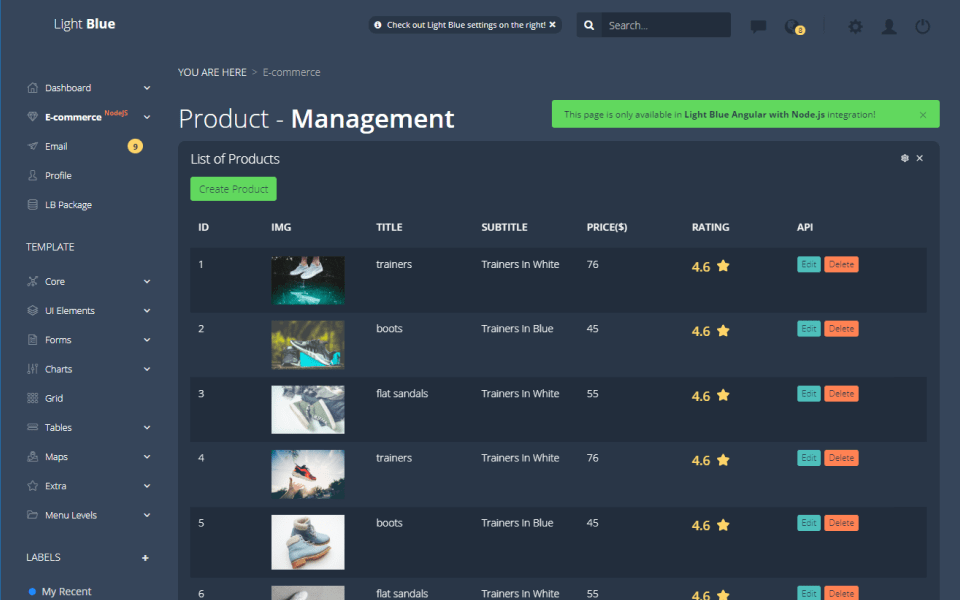 Light Blue
Check out Light Blue settings on the right! ×
Search...
8
YOU ARE HERE > E-commerce
Dashboard
E-commerce NodeJS
Email 9
Profile
LB Package
TEMPLATE
Core
UI Elements
Forms
Charts
Grid
Tables
Maps
Extra
Menu Levels
LABELS +
My Recent
Product - Management
This page is only available in Light Blue Angular with Node.js integration! ×
List of Products
Create Product
ID IMG TITLE SUBTITLE PRICE($) RATING API
1 trainers Trainers In White 76 4.6 Edit Delete
2 boots Trainers In Blue 45 4.6 Edit Delete
3 flat sandals Trainers In White 55 4.6 Edit Delete
4 trainers Trainers In White 76 4.6 Edit Delete
5 boots Trainers In Blue 45 4.6 Edit Delete
6 flat sandals Trainers In White 55 4.6 Edit Delete